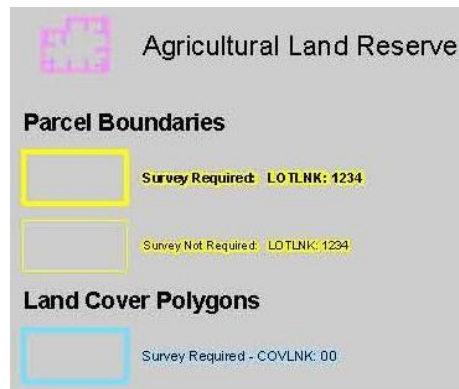 Agricultural Land Reserve
Parcel Boundaries
Survey Required: LOTLNK: 1234
Survey Not Required: LOTLNK: 1234
Land Cover Polygons
Survey Required - COVLNK: 00